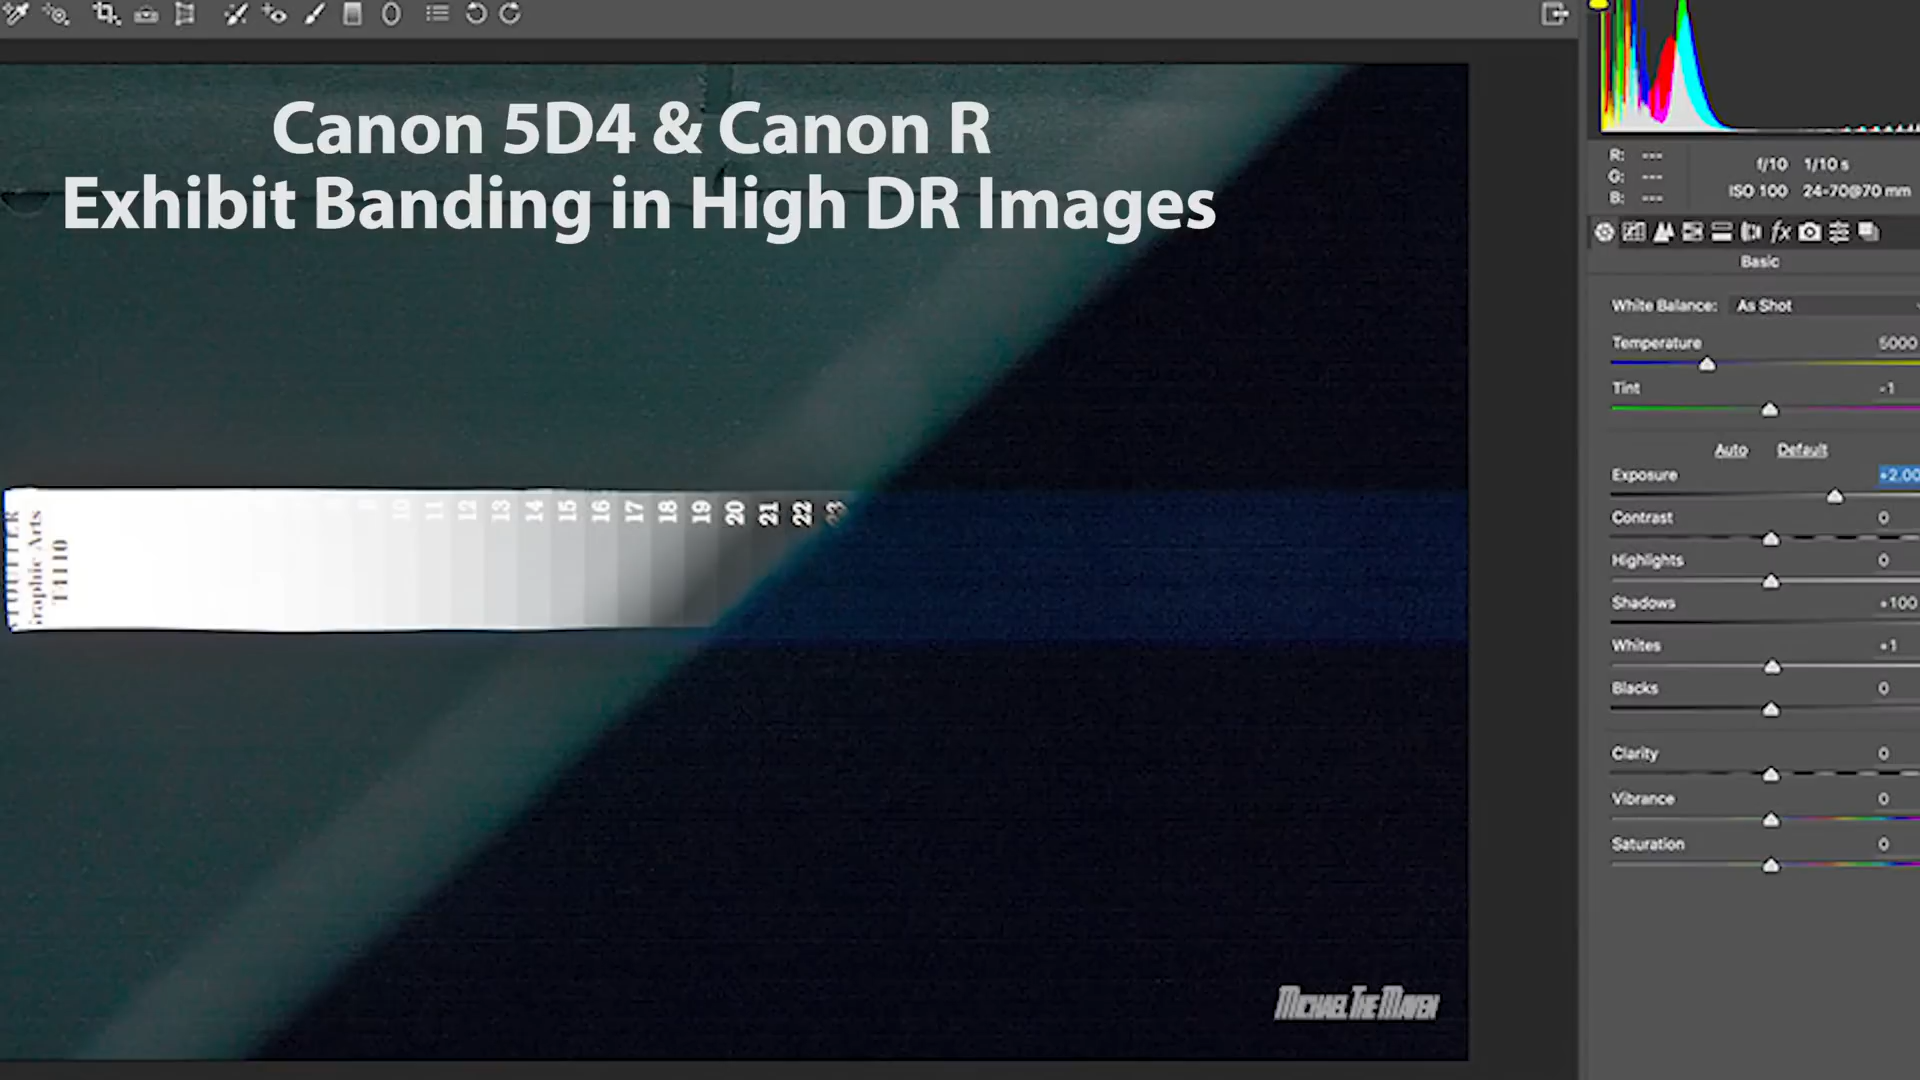 Canon 5D4 & Canon R
Exhibit Banding in High DR Images
R: ---
G: ---
B: ---
f/10 1/10 s
ISO 100 24-70@70 mm
fx
Basic
White Balance: As Shot
Temperature 5000
Tint -1
Auto Default
Exposure +2.00
Contrast 0
Highlights 0
Shadows +100
Whites +1
Blacks 0
Clarity 0
Vibrance 0
Saturation 0
10 11 12 13 14 15 16 17 18 19 20 21 22 23
Arts
T4110
Michael The Maven